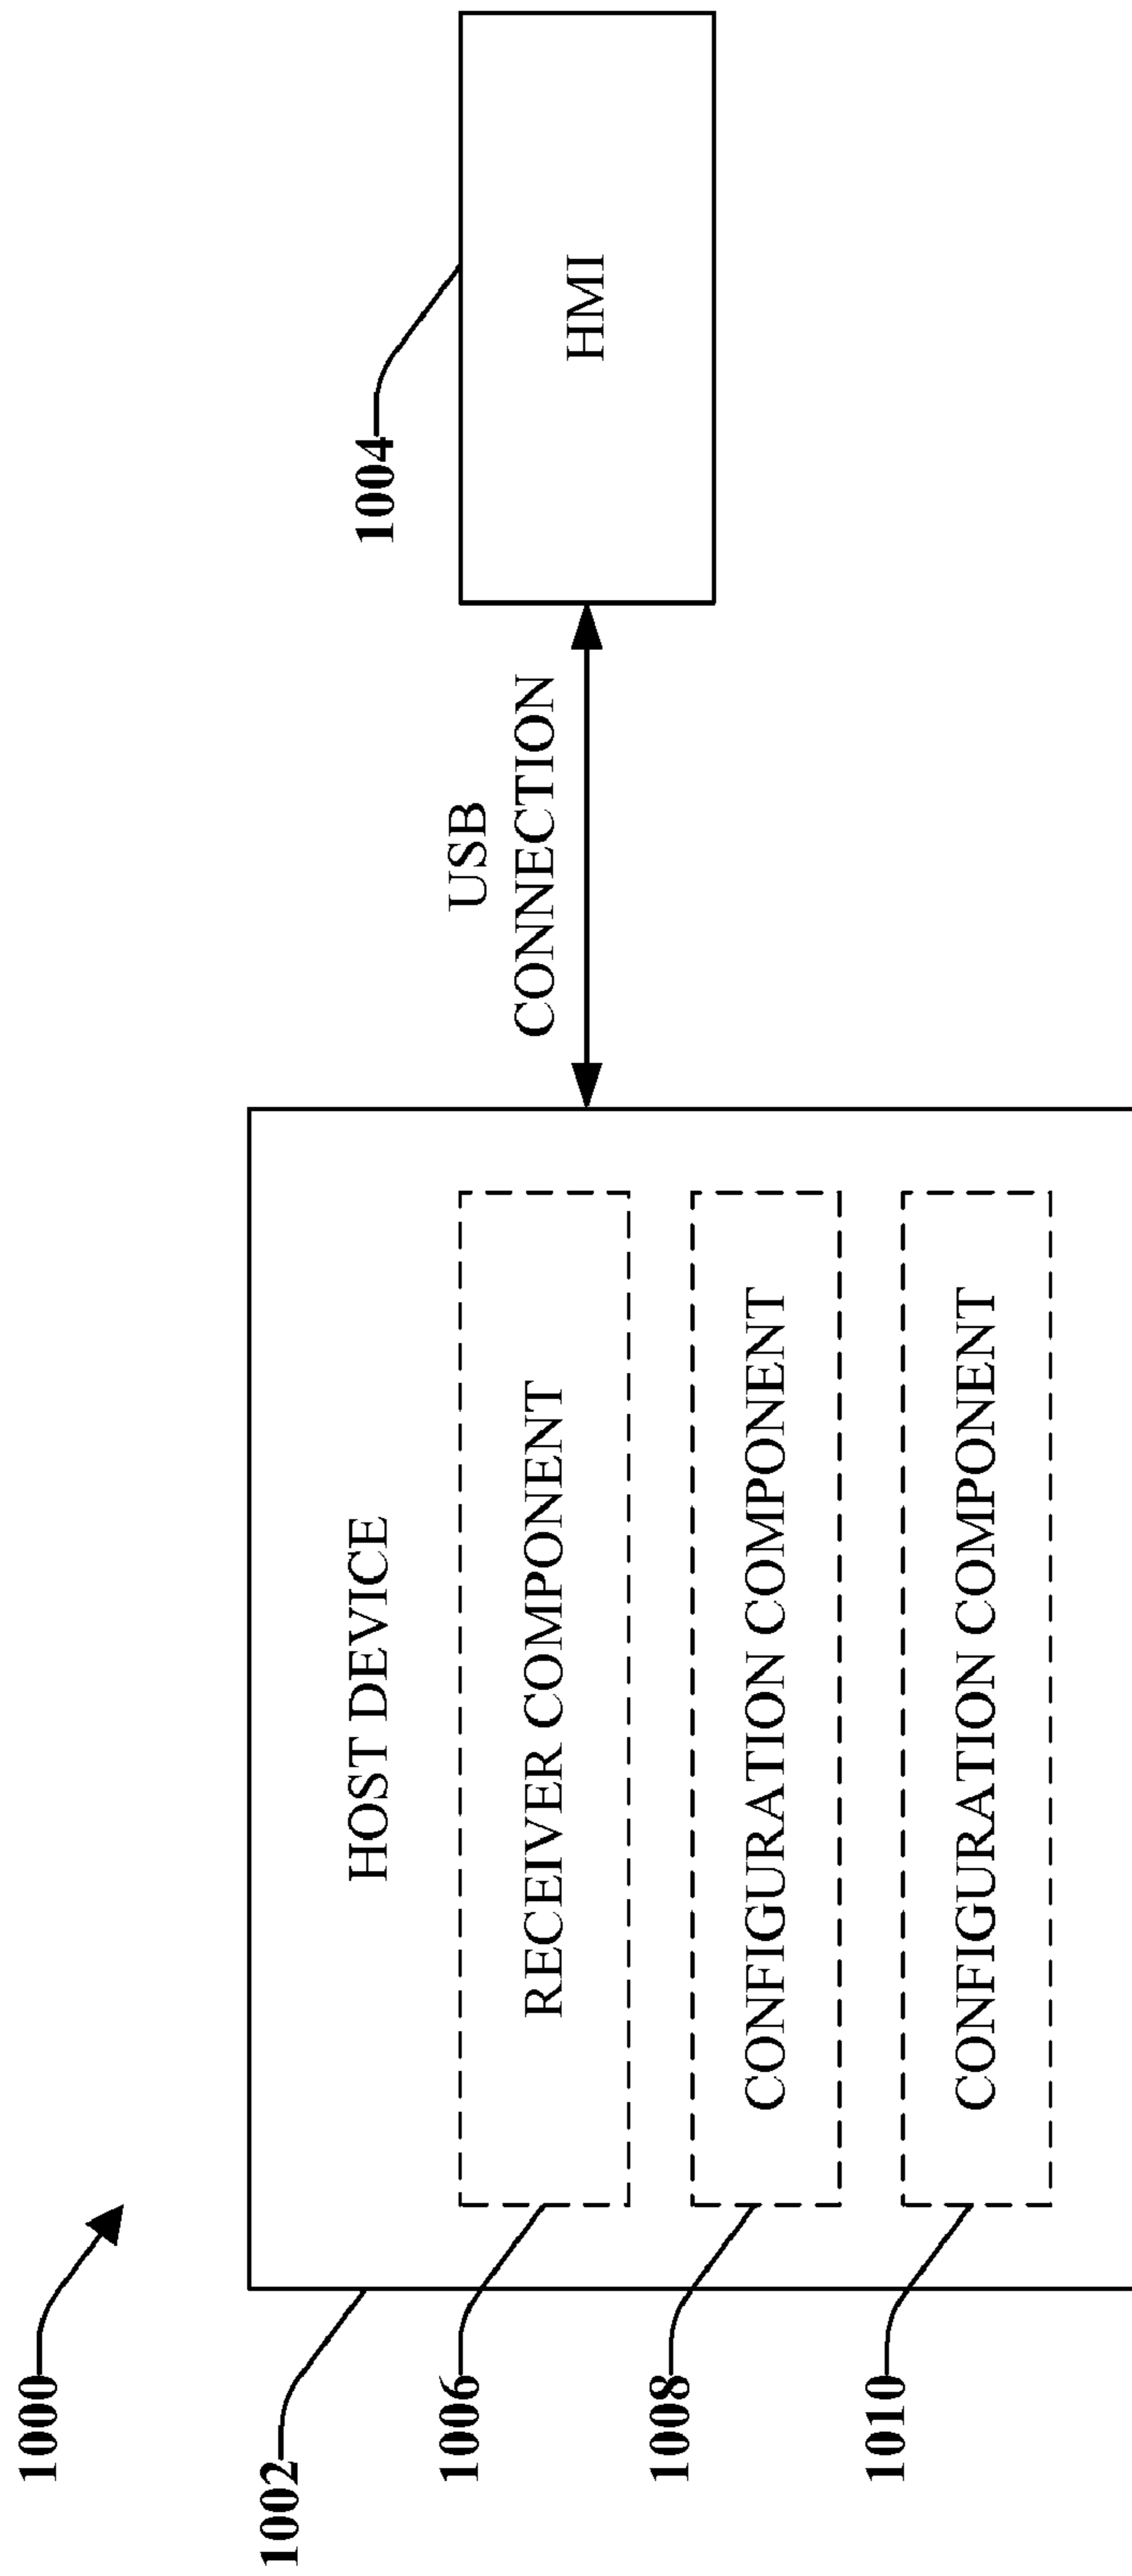 1000
1002
HOST DEVICE
1006
RECEIVER COMPONENT
1008
CONFIGURATION COMPONENT
1010
CONFIGURATION COMPONENT
USB
CONNECTION
1004
HMI